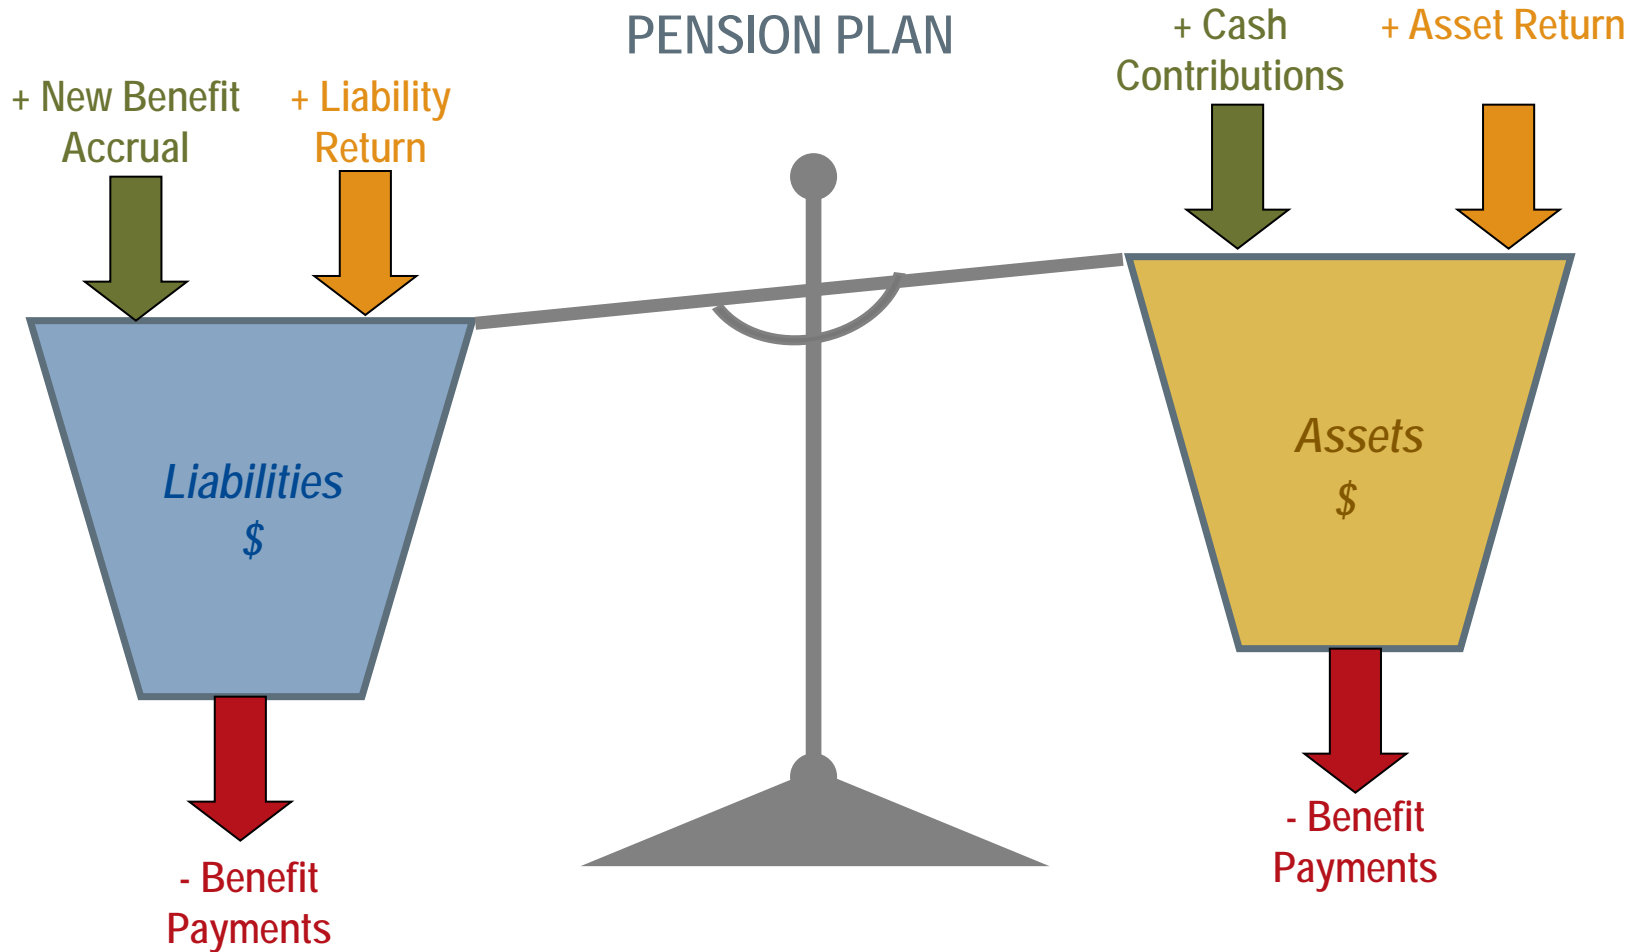 PENSION PLAN
+ New Benefit
Accrual
+ Liability
Return
+ Cash
Contributions
+ Asset Return
Liabilities
$
Assets
$
- Benefit
Payments
- Benefit
Payments